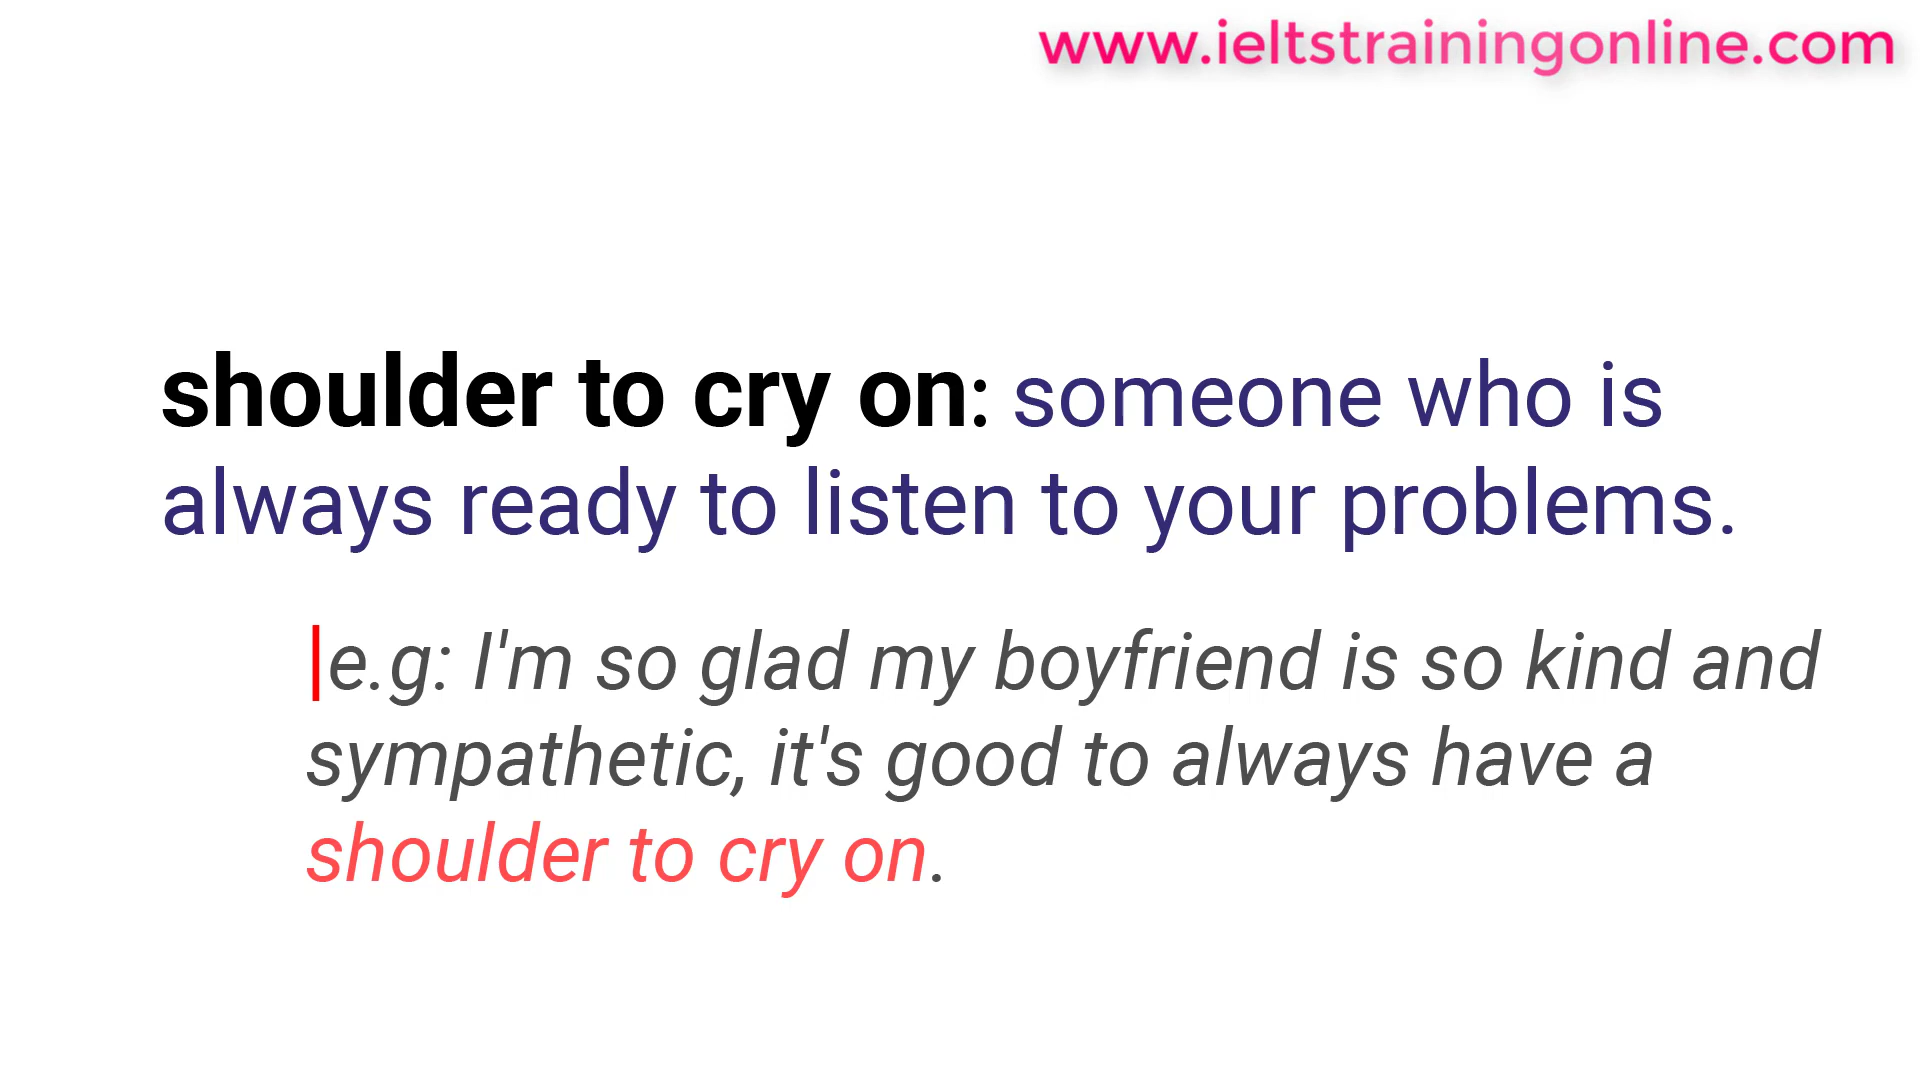 www.ieltstrainingonline.com
shoulder to cry on: someone who is
always ready to listen to your problems.
|e.g: I'm so glad my boyfriend is so kind and
sympathetic, it's good to always have a
shoulder to cry on.